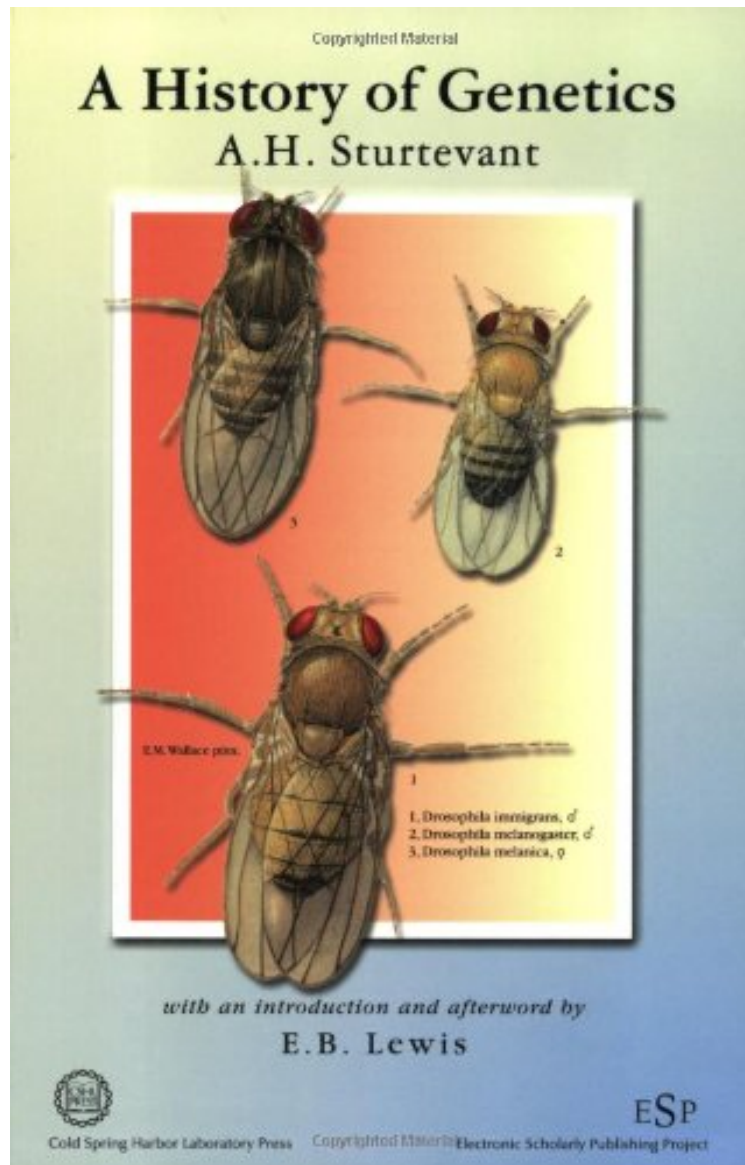 Copyrighted Material
A History of Genetics
A.H. Sturtevant
3
2
E.M. Wallace pinx.
1
1. Drosophila immigrans, ♂
2. Drosophila melanogaster, ♂
3. Drosophila melanica, ♀
with an introduction and afterword by
E.B. Lewis
CSHL
PRESS
ESP
Cold Spring Harbor Laboratory Press Copyrighted Material Electronic Scholarly Publishing Project